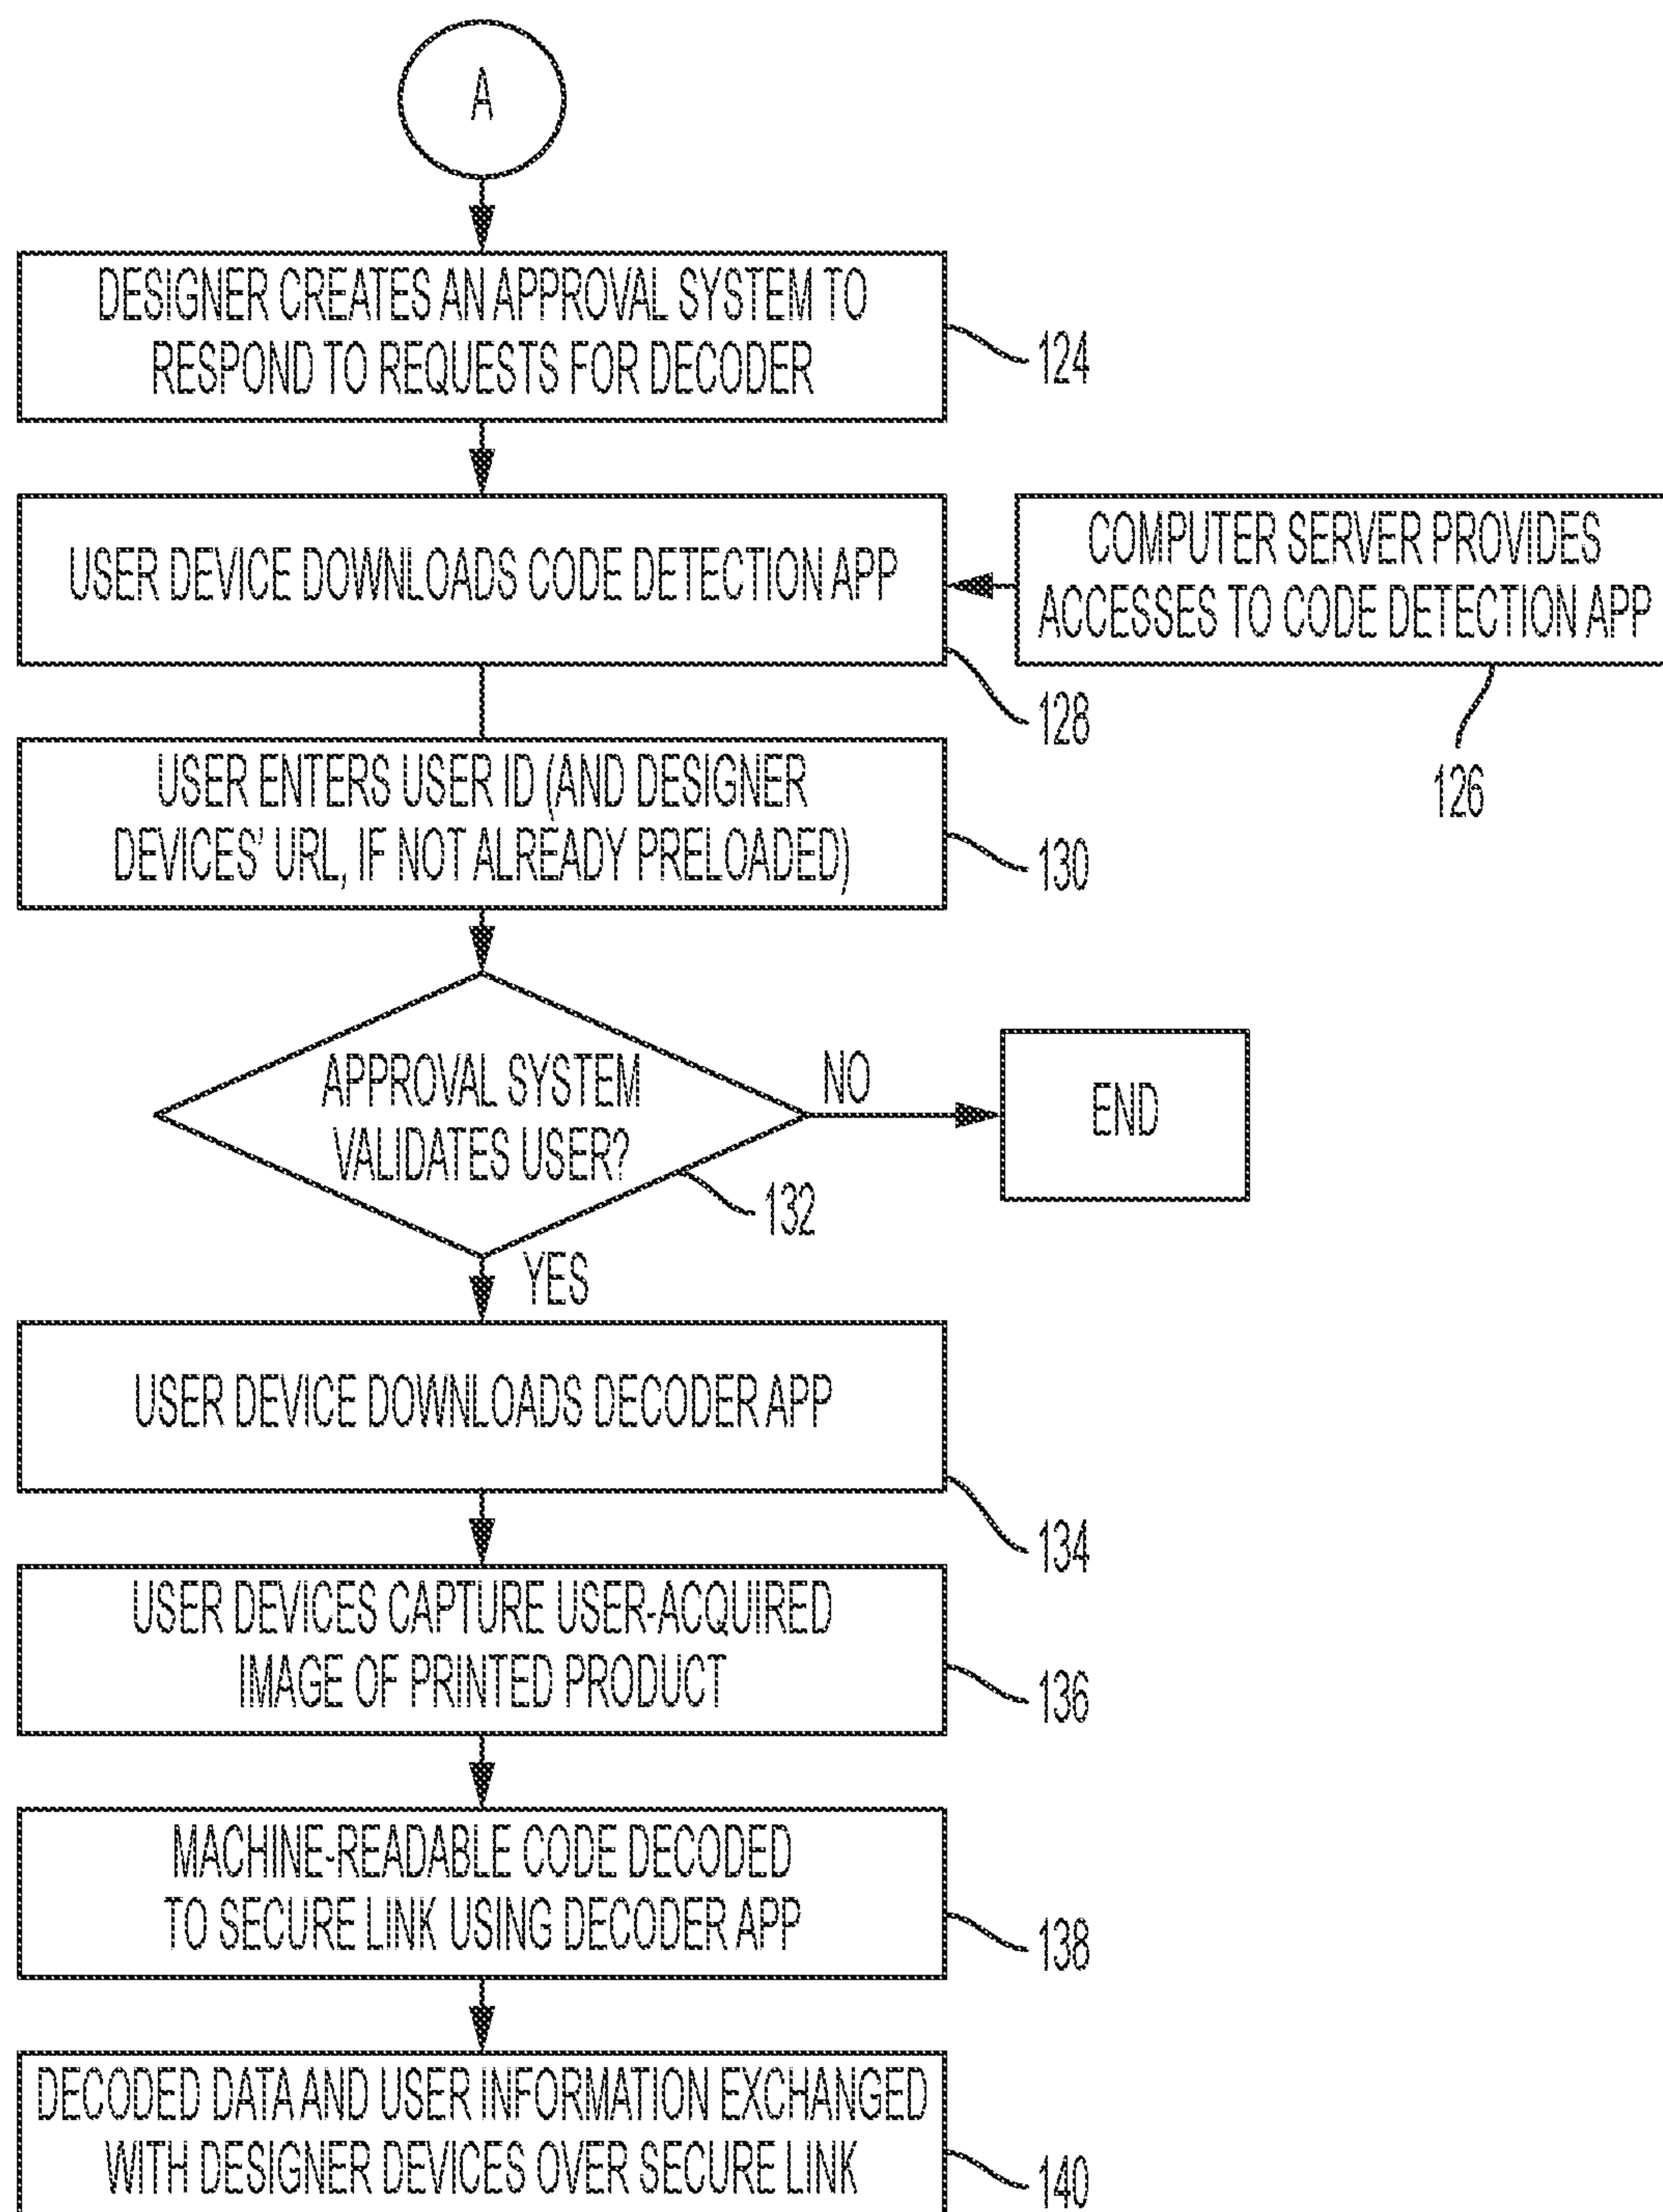 A
DESIGNER CREATES AN APPROVAL SYSTEM TO
RESPOND TO REQUESTS FOR DECODER
124
USER DEVICE DOWNLOADS CODE DETECTION APP
128
COMPUTER SERVER PROVIDES
ACCESSES TO CODE DETECTION APP
126
USER ENTERS USER ID (AND DESIGNER
DEVICES' URL, IF NOT ALREADY PRELOADED)
130
APPROVAL SYSTEM
VALIDATES USER?
132
NO
END
YES
USER DEVICE DOWNLOADS DECODER APP
134
USER DEVICES CAPTURE USER-ACQUIRED
IMAGE OF PRINTED PRODUCT
136
MACHINE-READABLE CODE DECODED
TO SECURE LINK USING DECODER APP
138
DECODED DATA AND USER INFORMATION EXCHANGED
WITH DESIGNER DEVICES OVER SECURE LINK
140